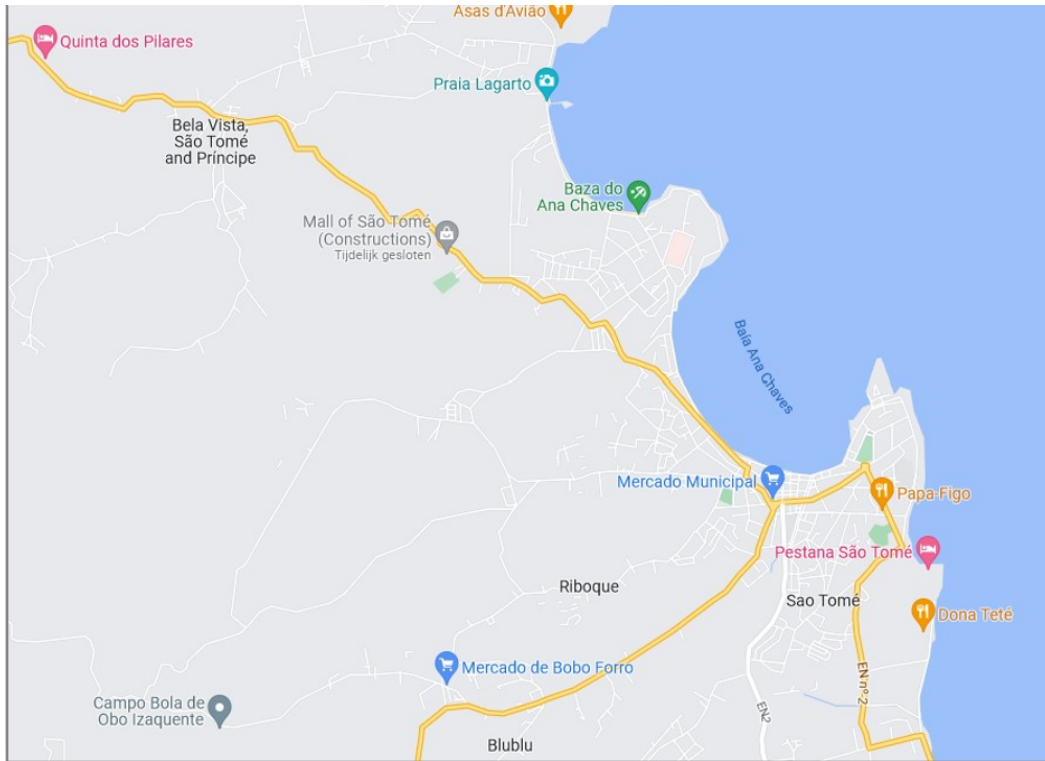 Asas d'Avião
Quinta dos Pilares
Praia Lagarto
Bela Vista,
São Tomé
and Príncipe
Baza do
Ana Chaves
Mall of São Tomé
(Constructions)
Tijdelijk gesloten
Baía Ana Chaves
Mercado Municipal
Papa Figo
Pestana São Tomé
Riboque
Sao Tomé
Dona Teté
Mercado de Bobo Forro
EN nº 2
Campo Bola de
Obo Izaquente
EN2
Blublu